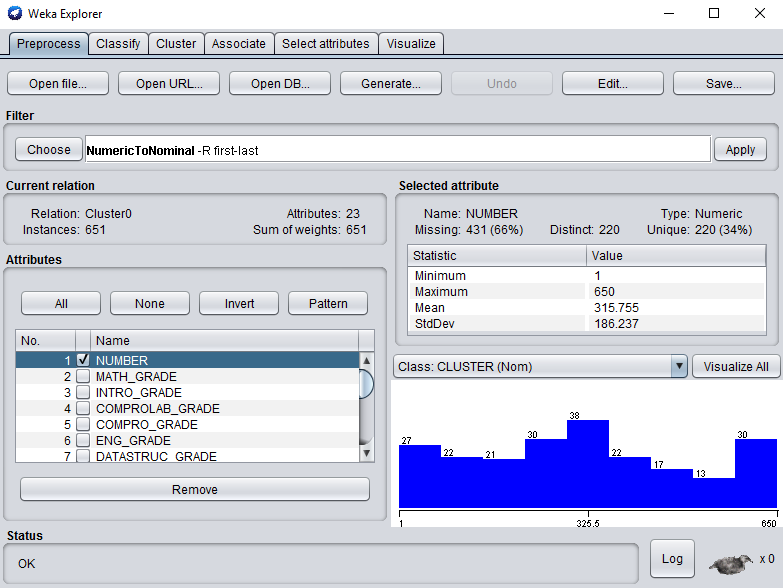 Weka Explorer
Preprocess Classify Cluster Associate Select attributes Visualize
Open file... Open URL... Open DB... Generate... Undo Edit... Save...
Filter
Choose NumericToNominal -R first-last Apply
Current relation
Relation: Cluster0 Attributes: 23
Instances: 651 Sum of weights: 651
Selected attribute
Name: NUMBER Type: Numeric
Missing: 431 (66%) Distinct: 220 Unique: 220 (34%)
Statistic Value
Minimum 1
Maximum 650
Mean 315.755
StdDev 186.237
Attributes
All None Invert Pattern
No. Name
1 NUMBER
2 MATH_GRADE
3 INTRO_GRADE
4 COMPROLAB_GRADE
5 COMPRO_GRADE
6 ENG_GRADE
7 DATASTRUC_GRADE
Remove
Class: CLUSTER (Nom) Visualize All
27 22 21 30 38 22 17 13 30
1 325.5 650
Status
OK
Log x 0